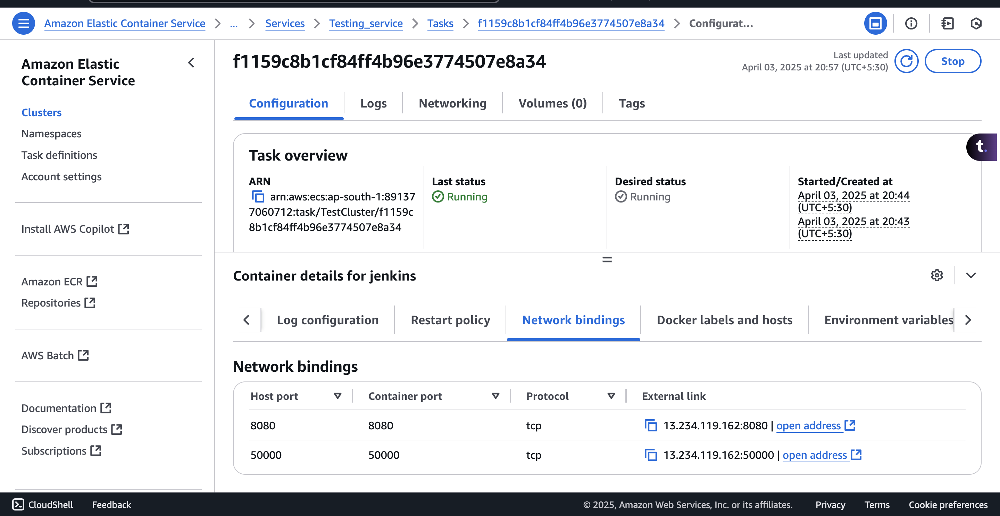 Amazon Elastic Container Service > ... > Services > Testing_service > Tasks > f1159c8b1cf84ff4b96e3774507e8a34 > Configurat...
Amazon Elastic
Container Service
Clusters
Namespaces
Task definitions
Account settings
Install AWS Copilot
Amazon ECR
Repositories
AWS Batch
Documentation
Discover products
Subscriptions
f1159c8b1cf84ff4b96e3774507e8a34
Last updated
April 03, 2025 at 20:57 (UTC+5:30)
Stop
Configuration Logs Networking Volumes (0) Tags
t.
Task overview
ARN
arn:aws:ecs:ap-south-1:89137
7060712:task/TestCluster/f1159c
8b1cf84ff4b96e3774507e8a34
Last status
Running
Desired status
Running
Started/Created at
April 03, 2025 at 20:44
(UTC+5:30)
April 03, 2025 at 20:43
(UTC+5:30)
Container details for jenkins
Log configuration Restart policy Network bindings Docker labels and hosts Environment variables
Network bindings
Host port Container port Protocol External link
8080 8080 tcp 13.234.119.162:8080 | open address
50000 50000 tcp 13.234.119.162:50000 | open address
CloudShell Feedback © 2025, Amazon Web Services, Inc. or its affiliates. Privacy Terms Cookie preferences